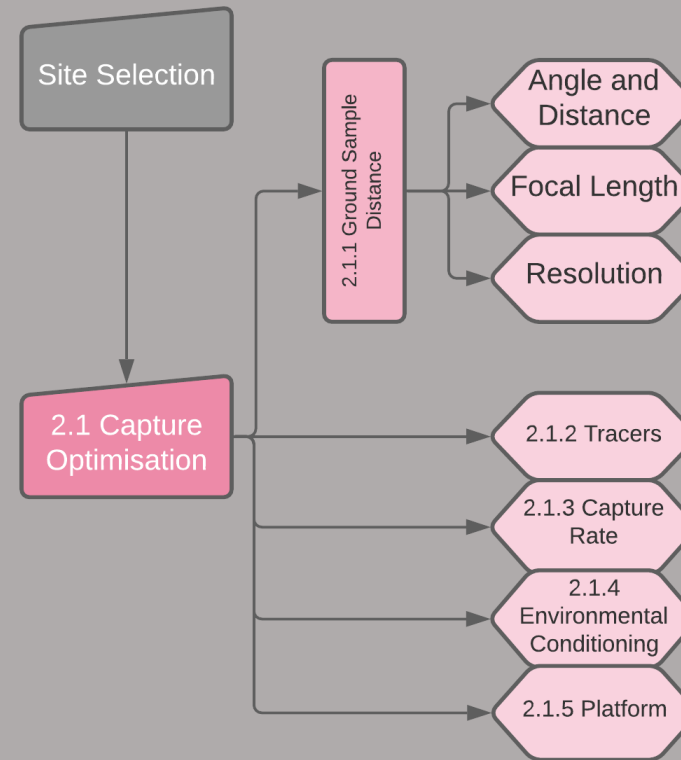 Site Selection
2.1.1 Ground Sample
Distance
Angle and
Distance
Focal Length
Resolution
2.1 Capture
Optimisation
2.1.2 Tracers
2.1.3 Capture
Rate
2.1.4
Environmental
Conditioning
2.1.5 Platform